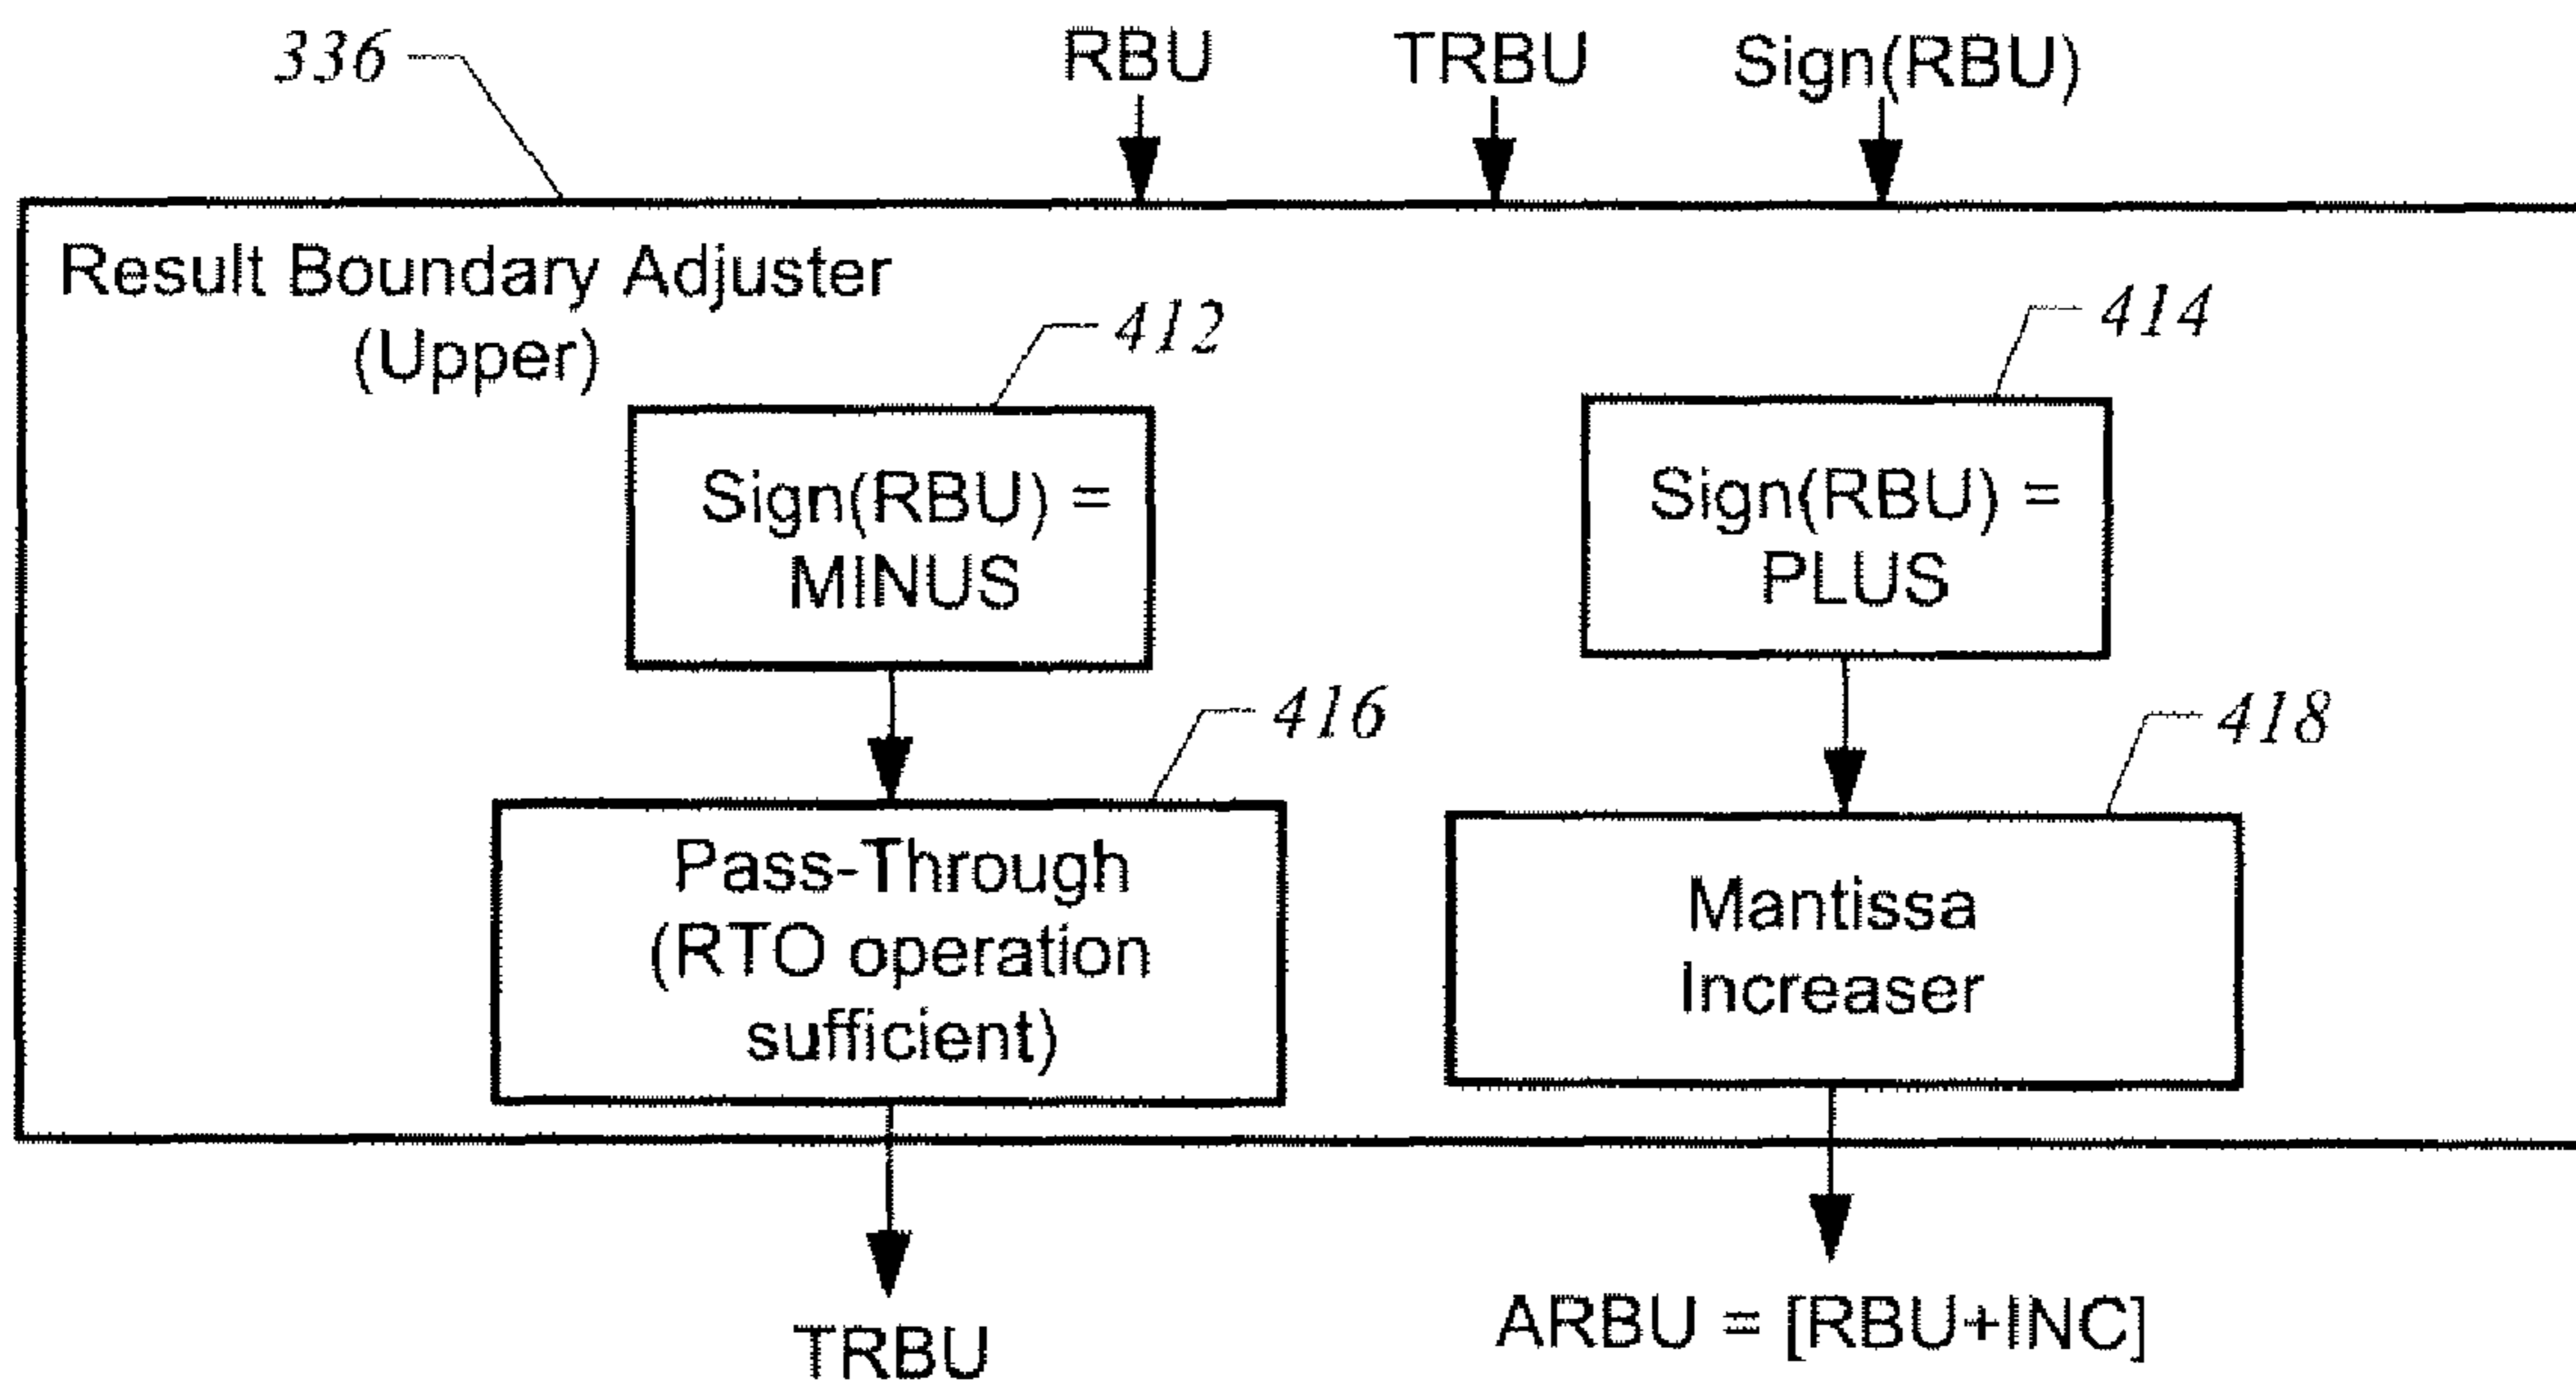 336
RBU
TRBU
Sign(RBU)
Result Boundary Adjuster
(Upper)
412
414
Sign(RBU) =
MINUS
Sign(RBU) =
PLUS
416
418
Pass-Through
(RTO operation
sufficient)
Mantissa
Increaser
TRBU
ARBU = [RBU+INC]